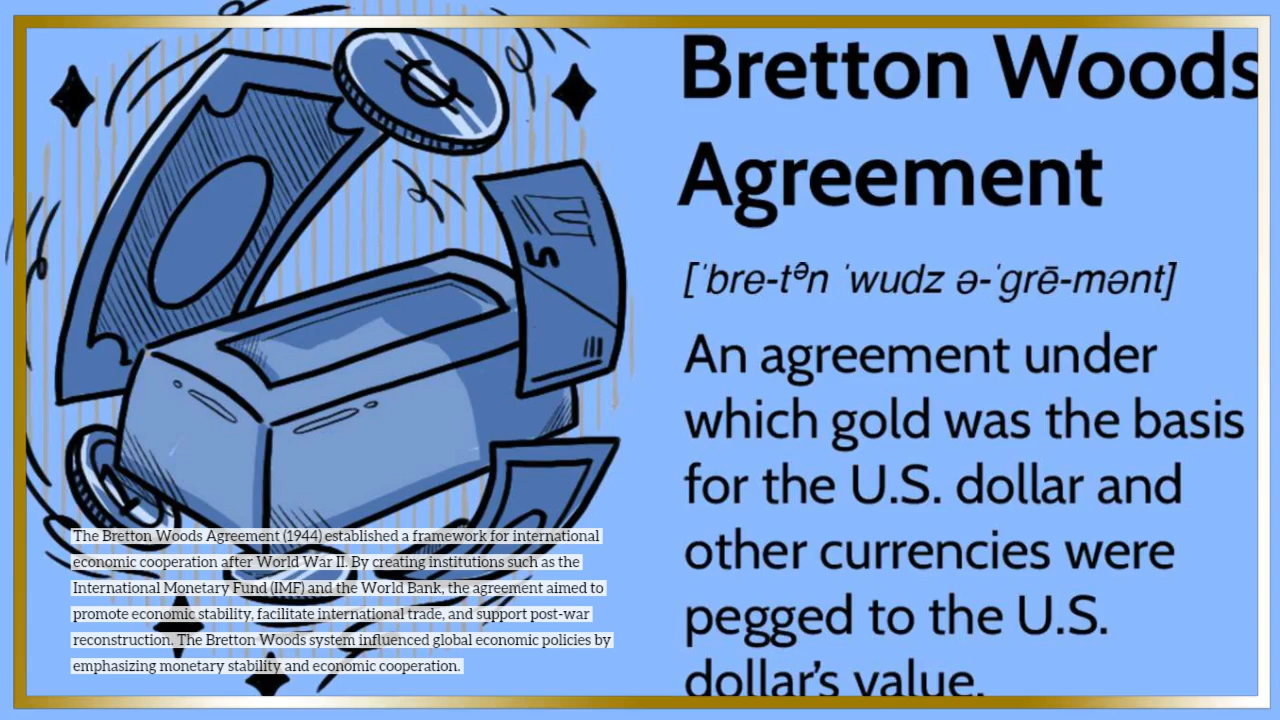 Bretton Woods
Agreement
[ˈbre-tᵊn ˈwudz ə-ˈgrē-mənt]
An agreement under
which gold was the basis
for the U.S. dollar and
other currencies were
pegged to the U.S.
dollar's value.
5
The Bretton Woods Agreement (1944) established a framework for international
economic cooperation after World War II. By creating institutions such as the
International Monetary Fund (IMF) and the World Bank, the agreement aimed to
promote economic stability, facilitate international trade, and support post-war
reconstruction. The Bretton Woods system influenced global economic policies by
emphasizing monetary stability and economic cooperation.